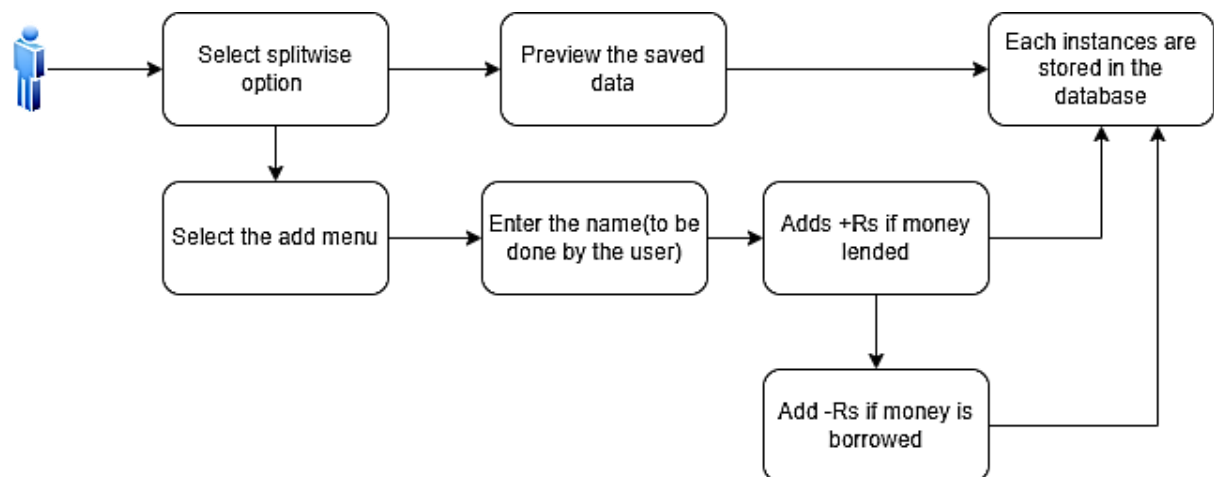 Select splitwise
option
Preview the saved
data
Each instances are
stored in the
database
Select the add menu
Enter the name(to be
done by the user)
Adds +Rs if money
lended
Add -Rs if money is
borrowed